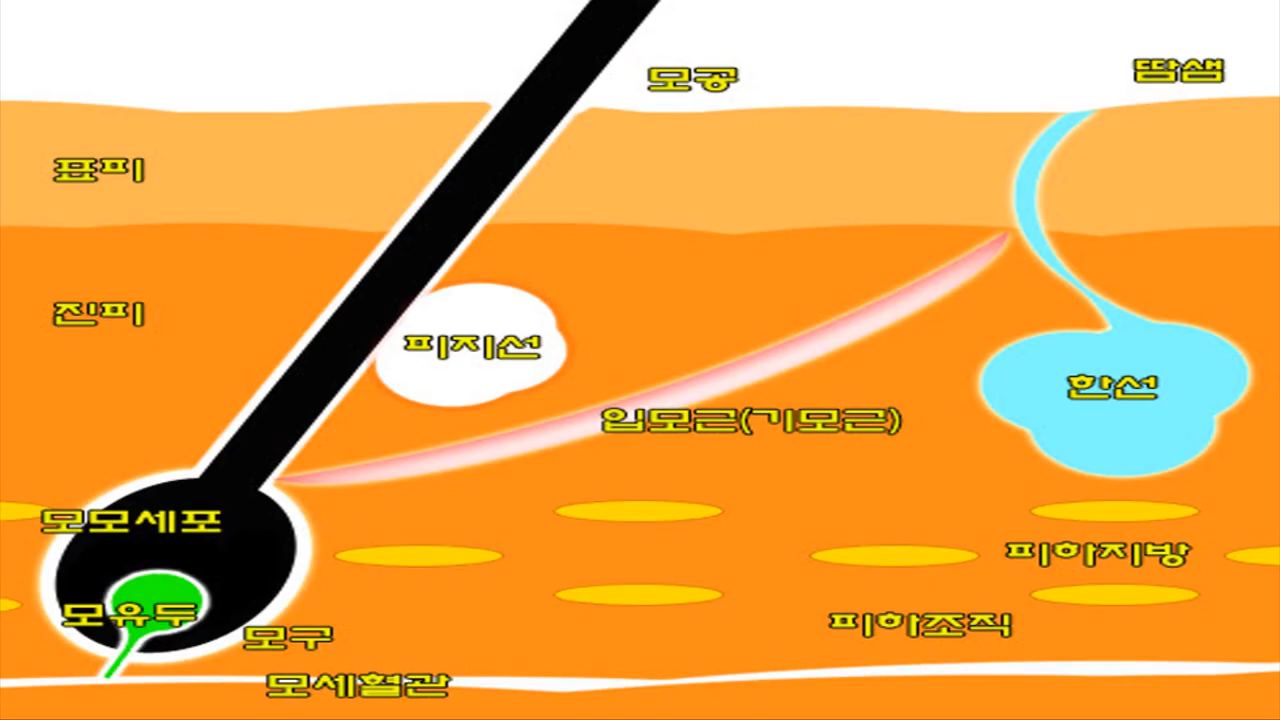 모공
땀샘
표피
진피
피지선
한선
입모근(기모근)
모모세포
피하지방
모유두
피하조직
모구
모세혈관